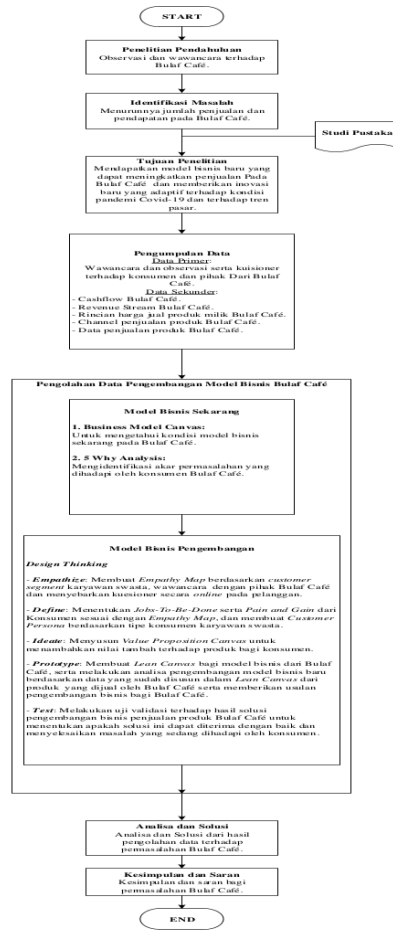 START
Penelitian Pendahuluan
Observasi dan wawancara terhadap
Bulaf Café.
Identifikasi Masalah
Menurunnya jumlah penjualan dan
pendapatan pada Bulaf Café.
Studi Pustaka
Tujuan Penelitian
Mendapatkan model bisnis baru yang
dapat meningkatkan penjualan Pada
Bulaf Café dan memberikan inovasi
baru yang adaptif terhadap kondisi
pandemi Covid-19 dan terhadap tren
pasar.
Pengumpulan Data
Data Primer:
Wawancara dan observasi serta kuisioner
terhadap konsumen dan pihak Dari Bulaf
Café.
Data Sekunder:
- Cashflow Bulaf Café.
- Revenue Stream Bulaf Café.
- Rincian harga jual produk milik Bulaf Café.
- Channel penjualan produk Bulaf Café.
- Data penjualan produk Bulaf Café.
Pengolahan Data Pengembangan Model Bisnis Bulaf Café
Model Bisnis Sekarang
1. Business Model Canvas:
Untuk mengetahui kondisi model bisnis
sekarang pada Bulaf Café.
2. 5 Why Analysis:
Mengidentifikasi akar permasalahan yang
dihadapi oleh konsumen Bulaf Café.
Model Bisnis Pengembangan
Design Thinking
- Empathize: Membuat Empathy Map berdasarkan customer
segment karyawan swasta, wawancara dengan pihak Bulaf Café
dan menyebarkan kuesioner secara online pada pelanggan.
- Define: Menentukan Jobs-To-Be-Done serta Pain and Gain dari
Konsumen sesuai dengan Empathy Map, dan membuat Customer
Persona berdasarkan tipe konsumen karyawan swasta.
- Ideate: Menyusun Value Proposition Canvas untuk
menambahkan nilai tambah terhadap produk bagi konsumen.
- Prototype: Membuat Lean Canvas bagi model bisnis dari Bulaf
Café, serta melakukan analisa pengembangan model bisnis baru
berdasarkan data yang sudah disusun dalam Lean Canvas dari
produk yang dijual oleh Bulaf Café serta memberikan usulan
pengembangan bisnis bagi Bulaf Café.
- Test: Melakukan uji validasi terhadap hasil solusi
pengembangan bisnis penjualan produk Bulaf Café untuk
menentukan apakah solusi ini dapat diterima dengan baik dan
menyelesaikan masalah yang sedang dihadapi oleh konsumen.
Analisa dan Solusi
Analisa dan Solusi dari hasil
pengolahan data terhadap
permasalahan Bulaf Café.
Kesimpulan dan Saran
Kesimpulan dan saran bagi
permasalahan Bulaf Café.
END